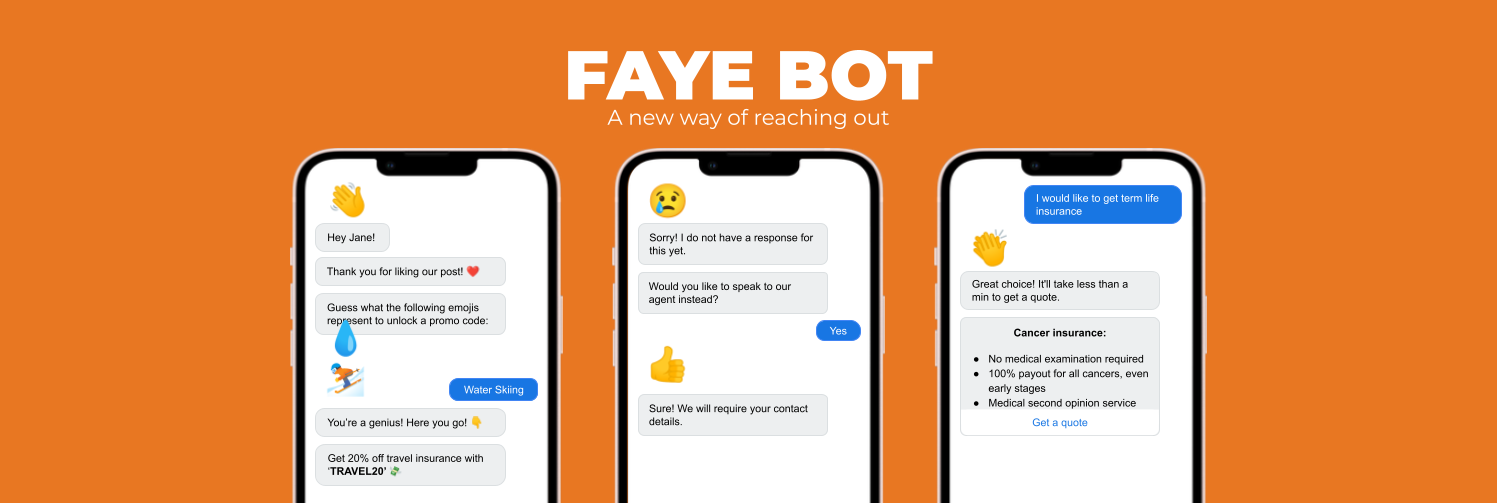 FAYE BOT
A new way of reaching out
Hey Jane!
Thank you for liking our post! ❤️
Guess what the following emojis
represent to unlock a promo code:
Water Skiing
You're a genius! Here you go! 👇
Get 20% off travel insurance with
'TRAVEL20' 💸
Sorry! I do not have a response for
this yet.
Would you like to speak to our
agent instead?
Yes
Sure! We will require your contact
details.
I would like to get term life
insurance
Great choice! It'll take less than a
min to get a quote.
Cancer insurance:
● No medical examination required
● 100% payout for all cancers, even
early stages
● Medical second opinion service
Get a quote